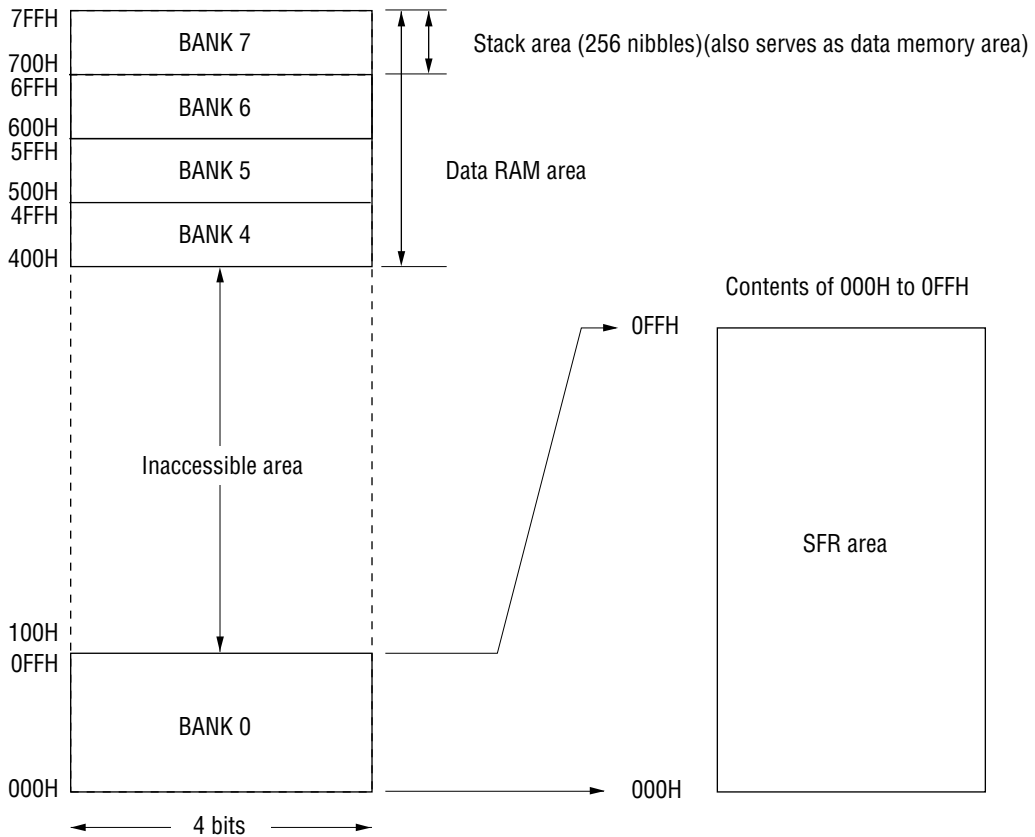 7FFH
BANK 7
Stack area (256 nibbles)(also serves as data memory area)
700H
6FFH
BANK 6
600H
5FFH
BANK 5
Data RAM area
500H
4FFH
BANK 4
400H
Contents of 000H to 0FFH
0FFH
Inaccessible area
SFR area
100H
0FFH
BANK 0
000H
000H
4 bits